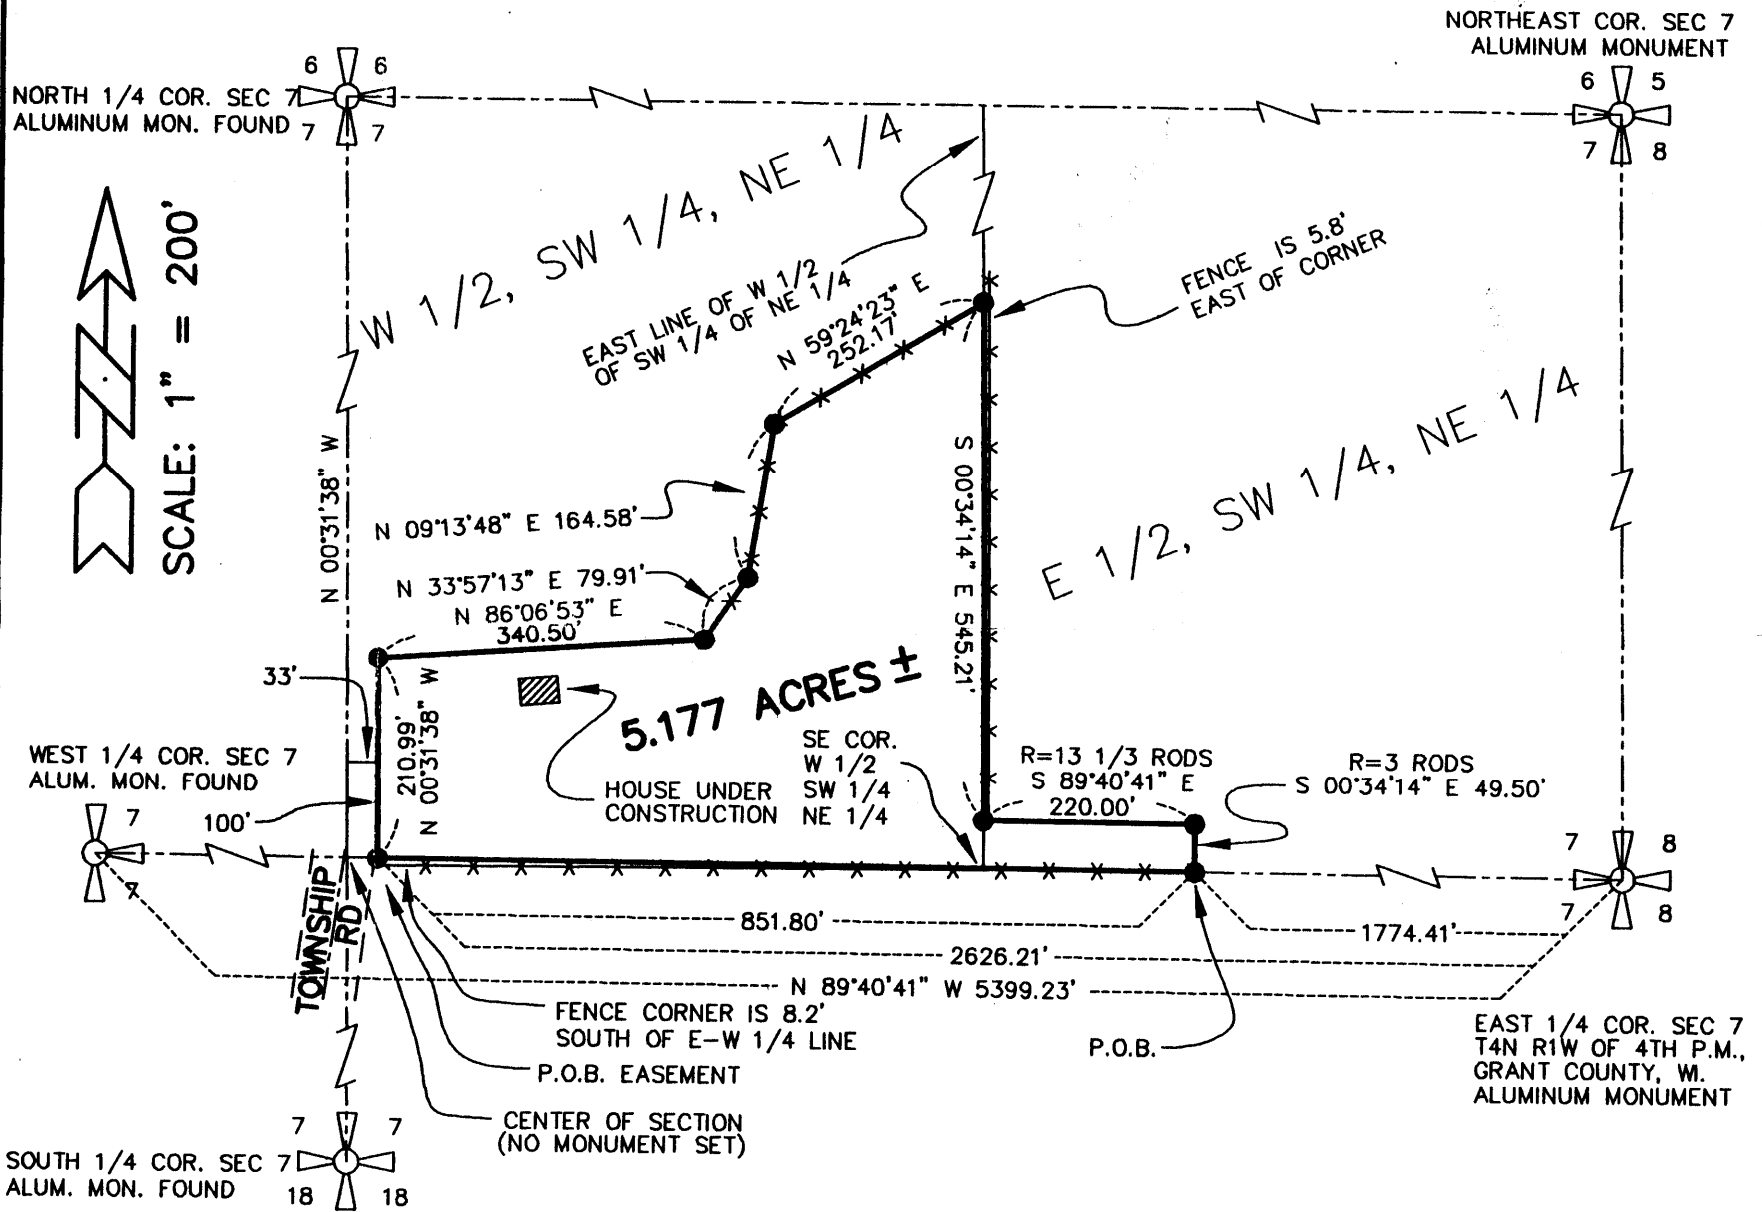 NORTHEAST COR. SEC 7
ALUMINUM MONUMENT
6 5
7 8
6 6
NORTH 1/4 COR. SEC 7
ALUMINUM MON. FOUND
7 7
SCALE: 1" = 200'
W 1/2, SW 1/4, NE 1/4
EAST LINE OF W 1/2
OF SW 1/4 OF NE 1/4
N 59°24'23" E
252.17'
FENCE IS 5.8'
EAST OF CORNER
N 00°31'38" W
S 00°34'14" E 545.21'
E 1/2, SW 1/4, NE 1/4
N 09°13'48" E 164.58'
N 33°57'13" E 79.91'
N 86°06'53" E
340.50'
33'
210.99'
N 00°31'38" W
5.177 ACRES ±
HOUSE UNDER
CONSTRUCTION
SE COR.
W 1/2
SW 1/4
NE 1/4
R=13 1/3 RODS
S 89°40'41" E
220.00'
R=3 RODS
S 00°34'14" E 49.50'
WEST 1/4 COR. SEC 7
ALUM. MON. FOUND
7
7
100'
7 8
7 8
TOWNSHIP
RD
851.80'
1774.41'
2626.21'
N 89°40'41" W 5399.23'
FENCE CORNER IS 8.2'
SOUTH OF E-W 1/4 LINE
P.O.B. EASEMENT
P.O.B.
CENTER OF SECTION
(NO MONUMENT SET)
EAST 1/4 COR. SEC 7
T4N R1W OF 4TH P.M.,
GRANT COUNTY, WI.
ALUMINUM MONUMENT
7 7
SOUTH 1/4 COR. SEC 7
ALUM. MON. FOUND
18 18